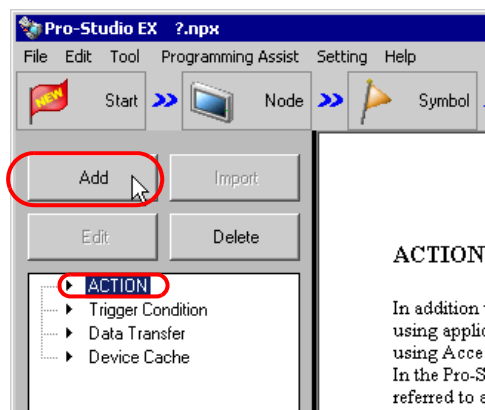 Pro-Studio EX ?.npx
File Edit Tool Programming Assist Setting Help
NEW Start Node Symbol
Add Import
Edit Delete
ACTION
Trigger Condition
Data Transfer
Device Cache
ACTION
In addition
using applic
using Acce
In the Pro-S
referred to a